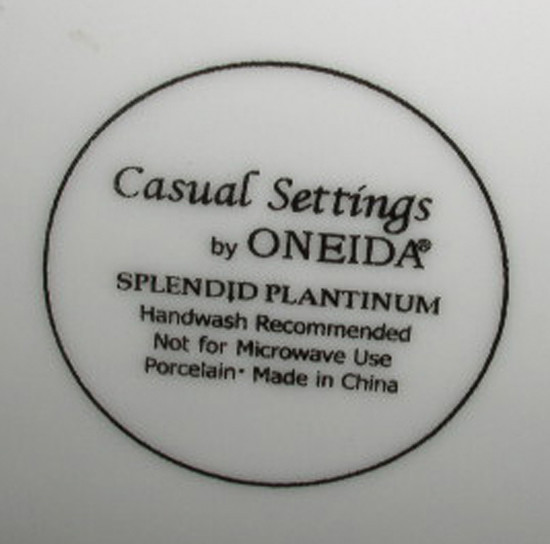 Casual Settings
by ONEIDA®
SPLENDID PLANTINUM
Handwash Recommended
Not for Microwave Use
Porcelain· Made in China